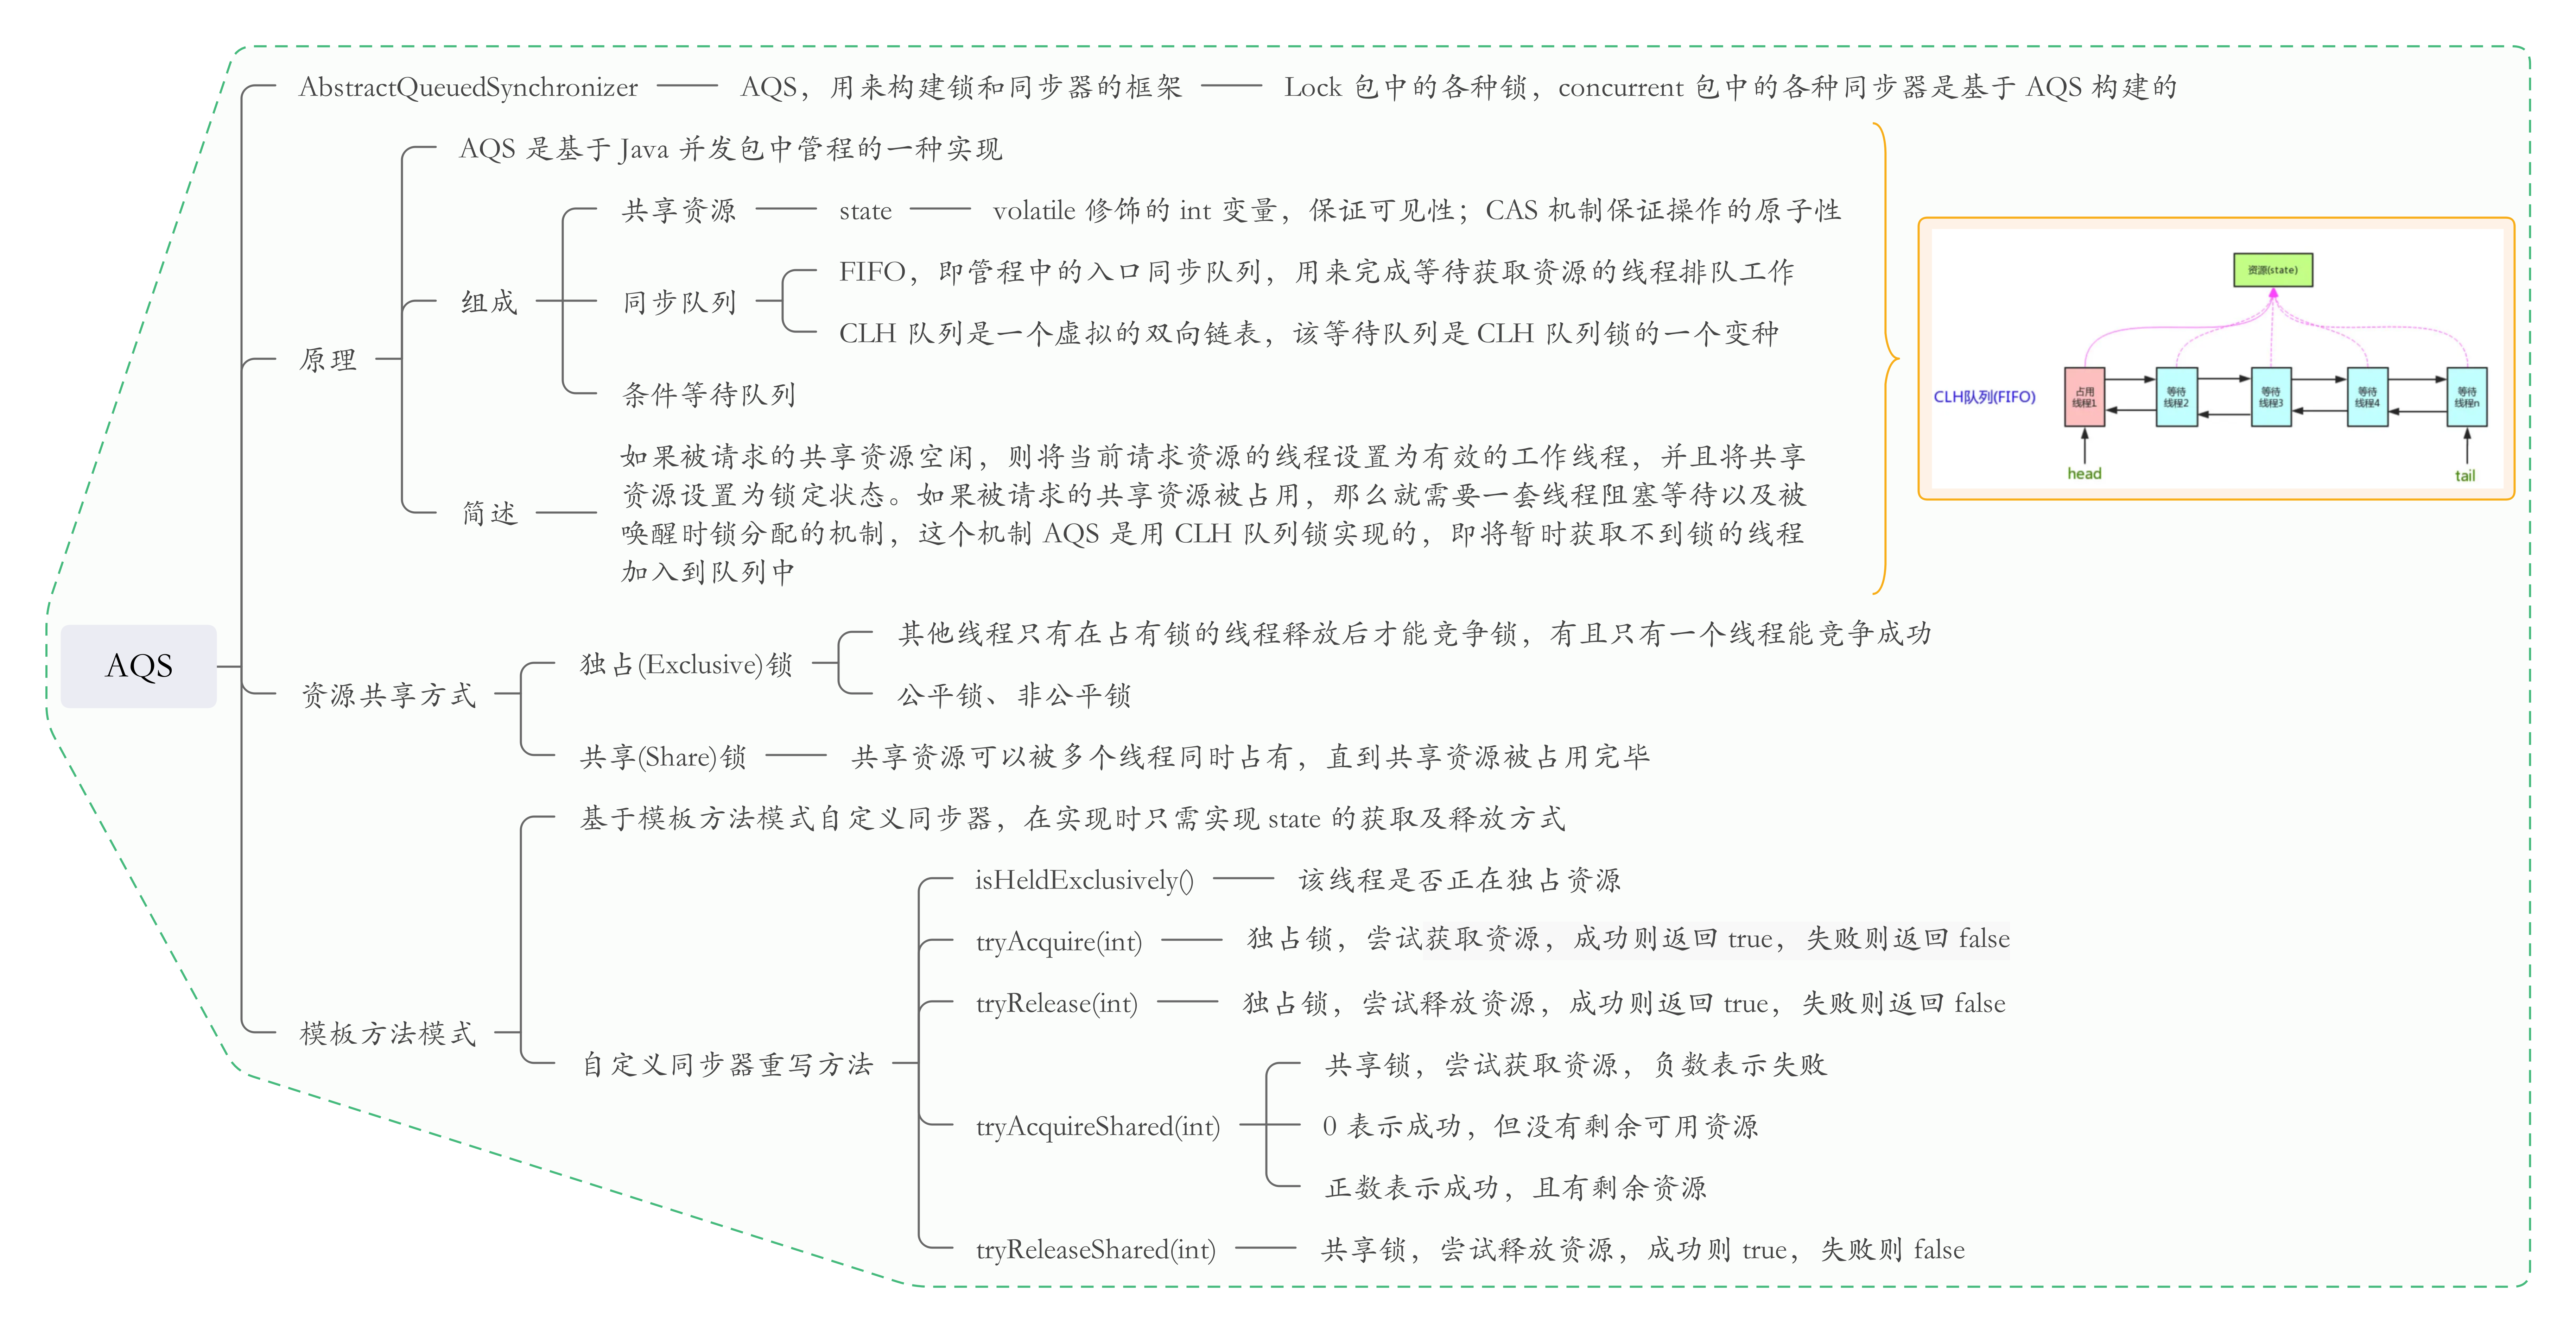 AbstractQueuedSynchronizer
AQS，用来构建锁和同步器的框架
Lock 包中的各种锁，concurrent 包中的各种同步器是基于 AQS 构建的
AQS 是基于 Java 并发包中管程的一种实现
共享资源
state
volatile 修饰的 int 变量，保证可见性；CAS 机制保证操作的原子性
组成
同步队列
FIFO，即管程中的入口同步队列，用来完成等待获取资源的线程排队工作
CLH 队列是一个虚拟的双向链表，该等待队列是 CLH 队列锁的一个变种
原理
条件等待队列
简述
如果被请求的共享资源空闲，则将当前请求资源的线程设置为有效的工作线程，并且将共享
资源设置为锁定状态。如果被请求的共享资源被占用，那么就需要一套线程阻塞等待以及被
唤醒时锁分配的机制，这个机制 AQS 是用 CLH 队列锁实现的，即将暂时获取不到锁的线程
加入到队列中
资源(state)
CLH队列(FIFO)
占用
线程1
等待
线程2
等待
线程3
等待
线程4
等待
线程n
head
tail
AQS
资源共享方式
独占(Exclusive)锁
其他线程只有在占有锁的线程释放后才能竞争锁，有且只有一个线程能竞争成功
公平锁、非公平锁
共享(Share)锁
共享资源可以被多个线程同时占有，直到共享资源被占用完毕
模板方法模式
基于模板方法模式自定义同步器，在实现时只需实现 state 的获取及释放方式
自定义同步器重写方法
isHeldExclusively()
该线程是否正在独占资源
tryAcquire(int)
独占锁，尝试获取资源，成功则返回 true，失败则返回 false
tryRelease(int)
独占锁，尝试释放资源，成功则返回 true，失败则返回 false
tryAcquireShared(int)
共享锁，尝试获取资源，负数表示失败
0 表示成功，但没有剩余可用资源
正数表示成功，且有剩余资源
tryReleaseShared(int)
共享锁，尝试释放资源，成功则 true，失败则 false